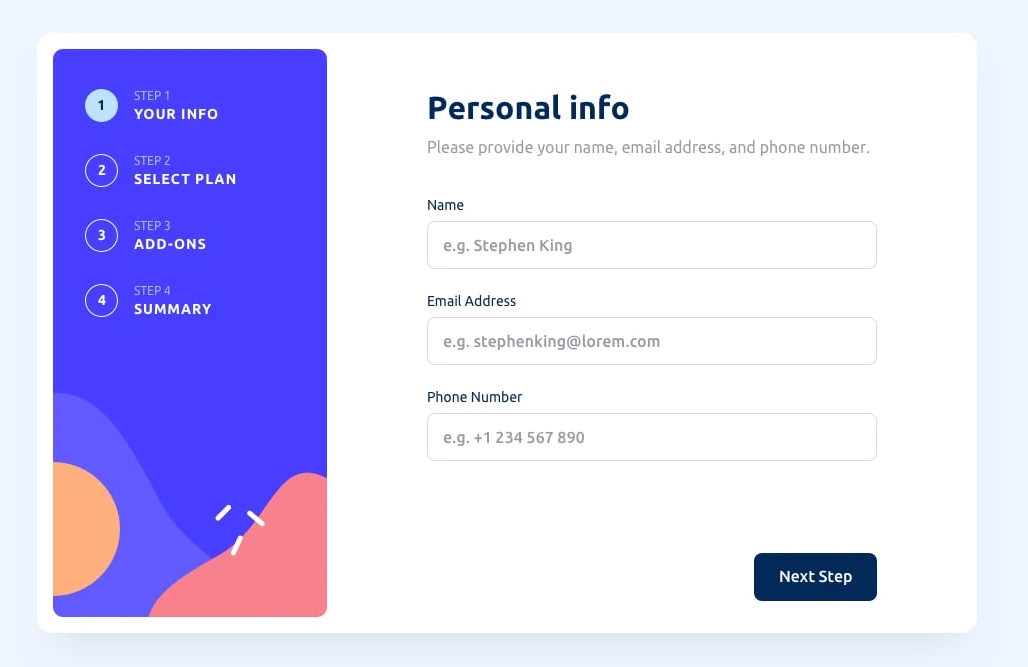 1
STEP 1
YOUR INFO
2
STEP 2
SELECT PLAN
3
STEP 3
ADD-ONS
4
STEP 4
SUMMARY
Personal info
Please provide your name, email address, and phone number.
Name
e.g. Stephen King
Email Address
e.g. stephenking@lorem.com
Phone Number
e.g. +1 234 567 890
Next Step